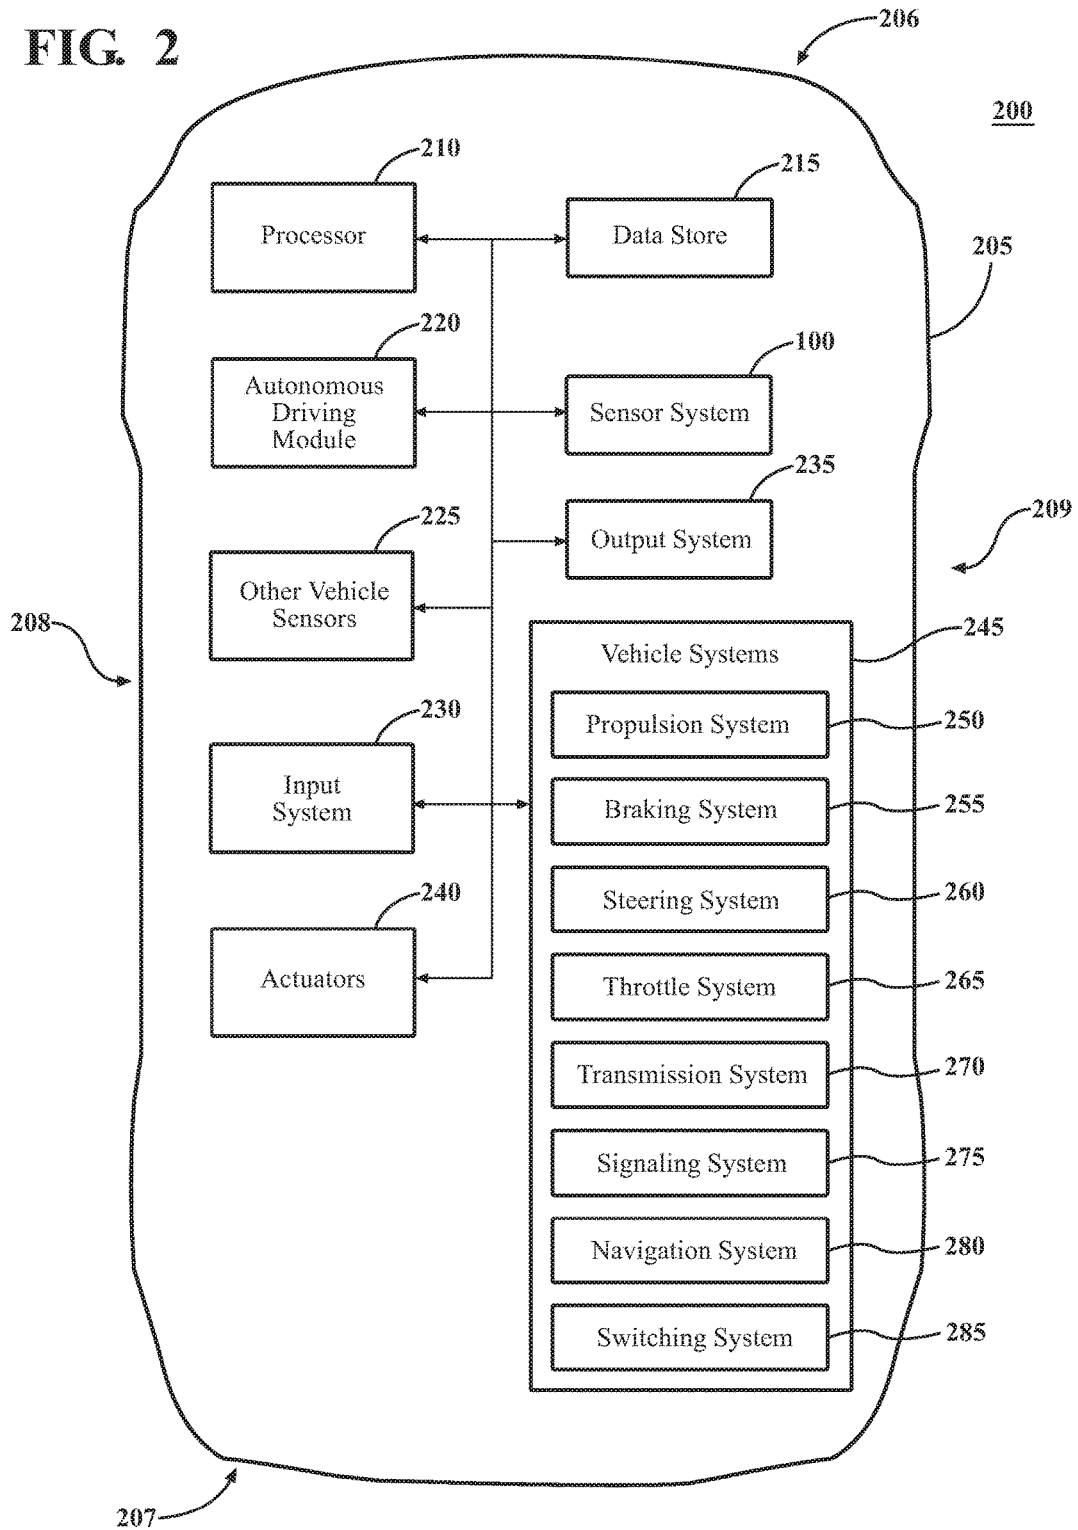 FIG. 2
206
200
210
215
Processor
Data Store
205
220
100
Autonomous
Driving
Module
Sensor System
235
225
209
Output System
Other Vehicle
Sensors
208
245
Vehicle Systems
230
250
Propulsion System
Input
System
255
Braking System
240
260
Steering System
Actuators
265
Throttle System
270
Transmission System
275
Signaling System
280
Navigation System
285
Switching System
207